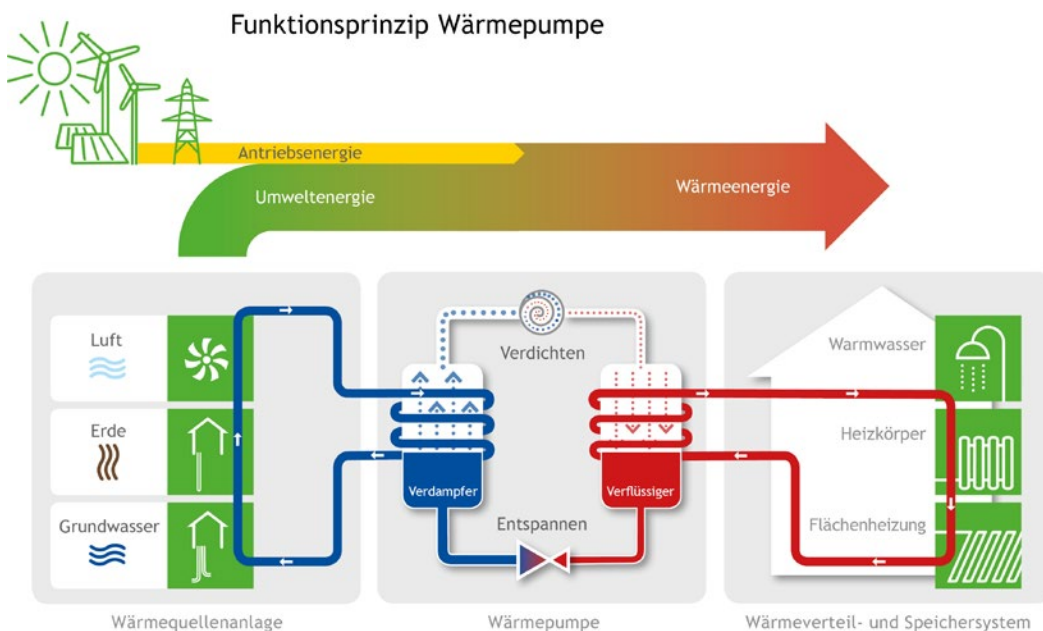 Funktionsprinzip Wärmepumpe
Antriebsenergie
Umweltenergie
Wärmeenergie
Luft
Erde
Grundwasser
Verdichten
Verdampfer
Verflüssiger
Entspannen
Warmwasser
Heizkörper
Flächenheizung
Wärmequellenanlage
Wärmepumpe
Wärmeverteil- und Speichersystem